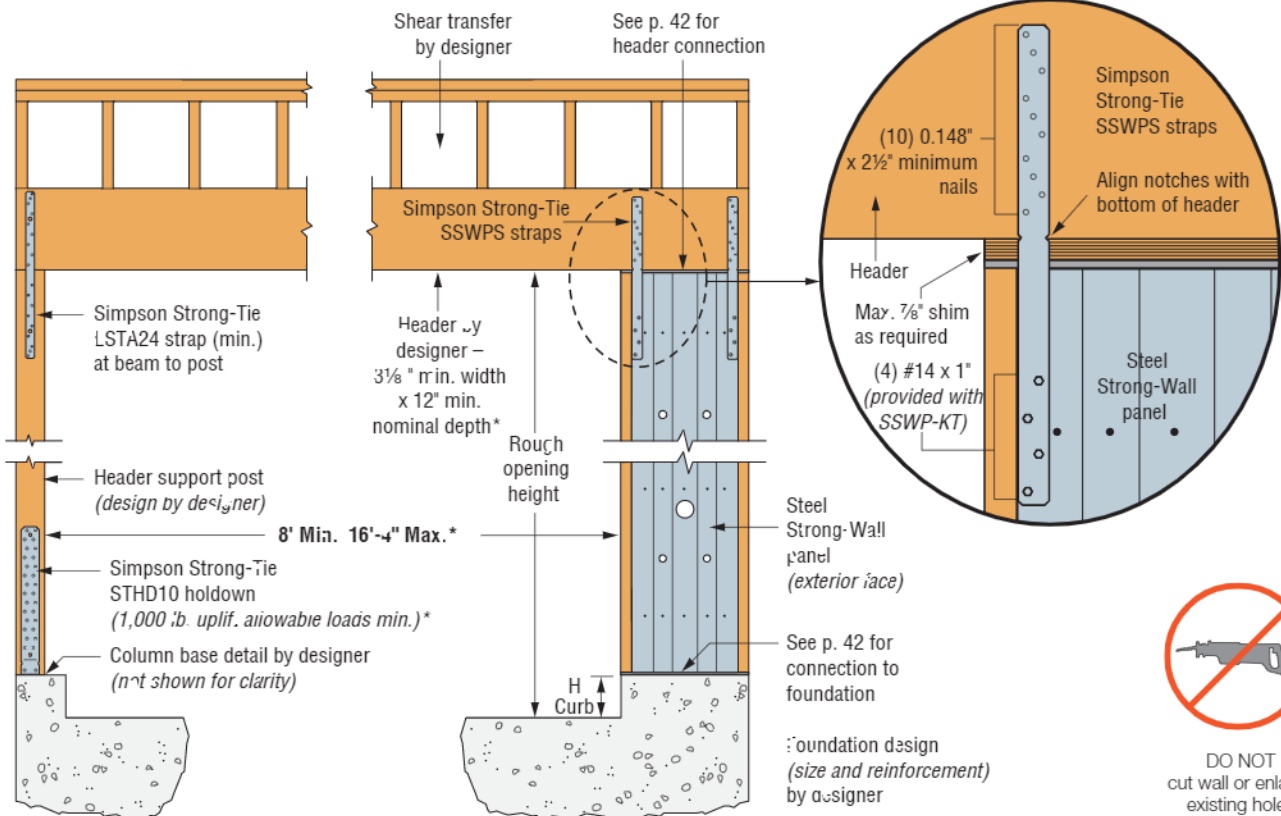 Shear transfer
by designer
See p. 42 for
header connection
Simpson Strong-Tie
SSWPS straps
Simpson Strong-Tie
LSTA24 strap (min.)
at beam to post
Header by
designer –
3⅛ " min. width
x 12" min.
nominal depth*
Rough
opening
height
Header support post
(design by designer)
8' Min. 16'-4" Max.*
Simpson Strong-Tie
STHD10 holdown
(1,000 lb. uplift allowable loads min.)*
Column base detail by designer
(not shown for clarity)
H
Curb
Steel
Strong-Wall
panel
(exterior face)
See p. 42 for
connection to
foundation
Foundation design
(size and reinforcement)
by designer
Simpson
Strong-Tie
SSWPS straps
(10) 0.148"
x 2½" minimum
nails
Align notches with
bottom of header
Header
Max. ⅞" shim
as required
(4) #14 x 1"
(provided with
SSWP-KT)
Steel
Strong-Wall
panel
DO NOT
cut wall or
existing